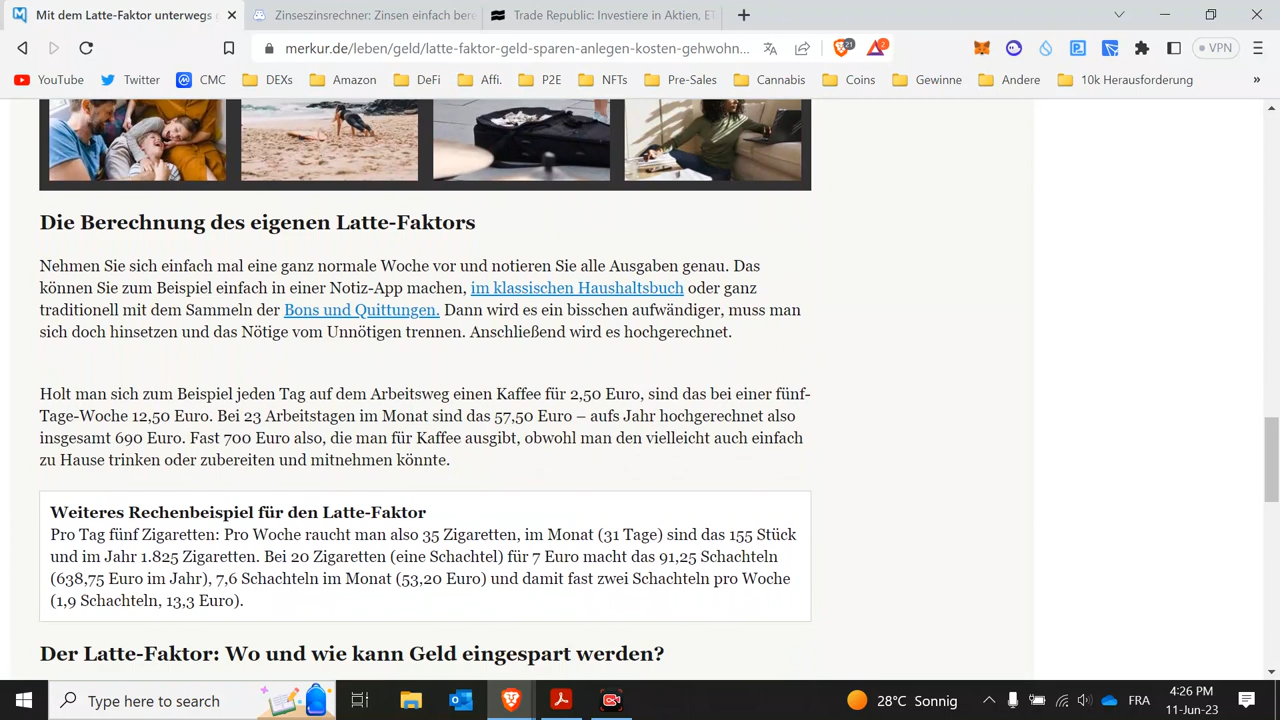 Mit dem Latte-Faktor unterwegs
Zinseszinsrechner: Zinsen einfach ber
Trade Republic: Investiere in Aktien, E
merkur.de/leben/geld/latte-faktor-geld-sparen-anlegen-kosten-gewohn...
21
2
VPN
YouTube
Twitter
CMC
DEXs
Amazon
DeFi
Affi.
P2E
NFTs
Pre-Sales
Cannabis
Coins
Gewinne
Andere
10k Herausforderung
»
Die Berechnung des eigenen Latte-Faktors
Nehmen Sie sich einfach mal eine ganz normale Woche vor und notieren Sie alle Ausgaben genau. Das
können Sie zum Beispiel einfach in einer Notiz-App machen, im klassischen Haushaltsbuch oder ganz
traditionell mit dem Sammeln der Bons und Quittungen. Dann wird es ein bisschen aufwändiger, muss man
sich doch hinsetzen und das Nötige vom Unnötigen trennen. Anschließend wird es hochgerechnet.
Holt man sich zum Beispiel jeden Tag auf dem Arbeitsweg einen Kaffee für 2,50 Euro, sind das bei einer fünf-
Tage-Woche 12,50 Euro. Bei 23 Arbeitstagen im Monat sind das 57,50 Euro – aufs Jahr hochgerechnet also
insgesamt 690 Euro. Fast 700 Euro also, die man für Kaffee ausgibt, obwohl man den vielleicht auch einfach
zu Hause trinken oder zubereiten und mitnehmen könnte.
Weiteres Rechenbeispiel für den Latte-Faktor
Pro Tag fünf Zigaretten: Pro Woche raucht man also 35 Zigaretten, im Monat (31 Tage) sind das 155 Stück
und im Jahr 1.825 Zigaretten. Bei 20 Zigaretten (eine Schachtel) für 7 Euro macht das 91,25 Schachteln
(638,75 Euro im Jahr), 7,6 Schachteln im Monat (53,20 Euro) und damit fast zwei Schachteln pro Woche
(1,9 Schachteln, 13,3 Euro).
Der Latte-Faktor: Wo und wie kann Geld eingespart werden?
Type here to search
28°C Sonnig
FRA
4:26 PM
11-Jun-23